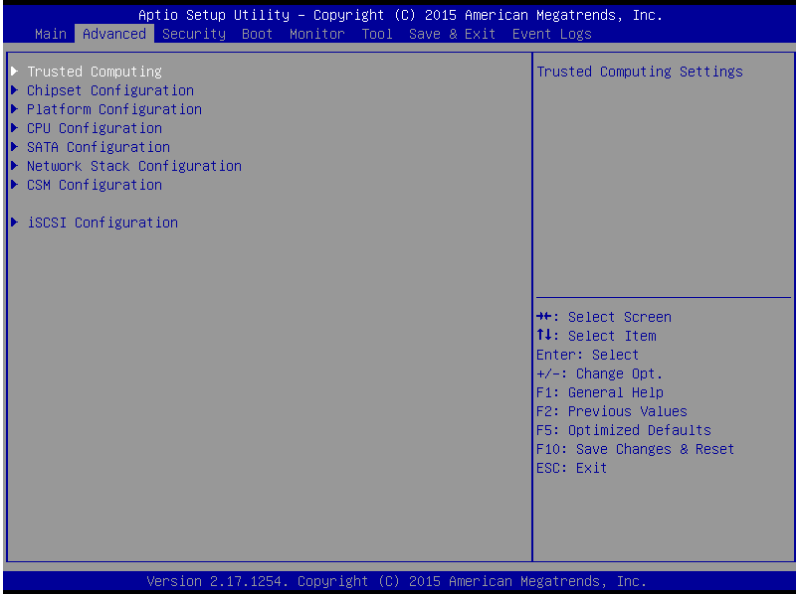 Aptio Setup Utility – Copyright (C) 2015 American Megatrends, Inc.
Main Advanced Security Boot Monitor Tool Save & Exit Event Logs
Trusted Computing
Chipset Configuration
Platform Configuration
CPU Configuration
SATA Configuration
Network Stack Configuration
CSM Configuration
iSCSI Configuration
Trusted Computing Settings
→←: Select Screen
↑↓: Select Item
Enter: Select
+/-: Change Opt.
F1: General Help
F2: Previous Values
F5: Optimized Defaults
F10: Save Changes & Reset
ESC: Exit
Version 2.17.1254. Copyright (C) 2015 American Megatrends, Inc.